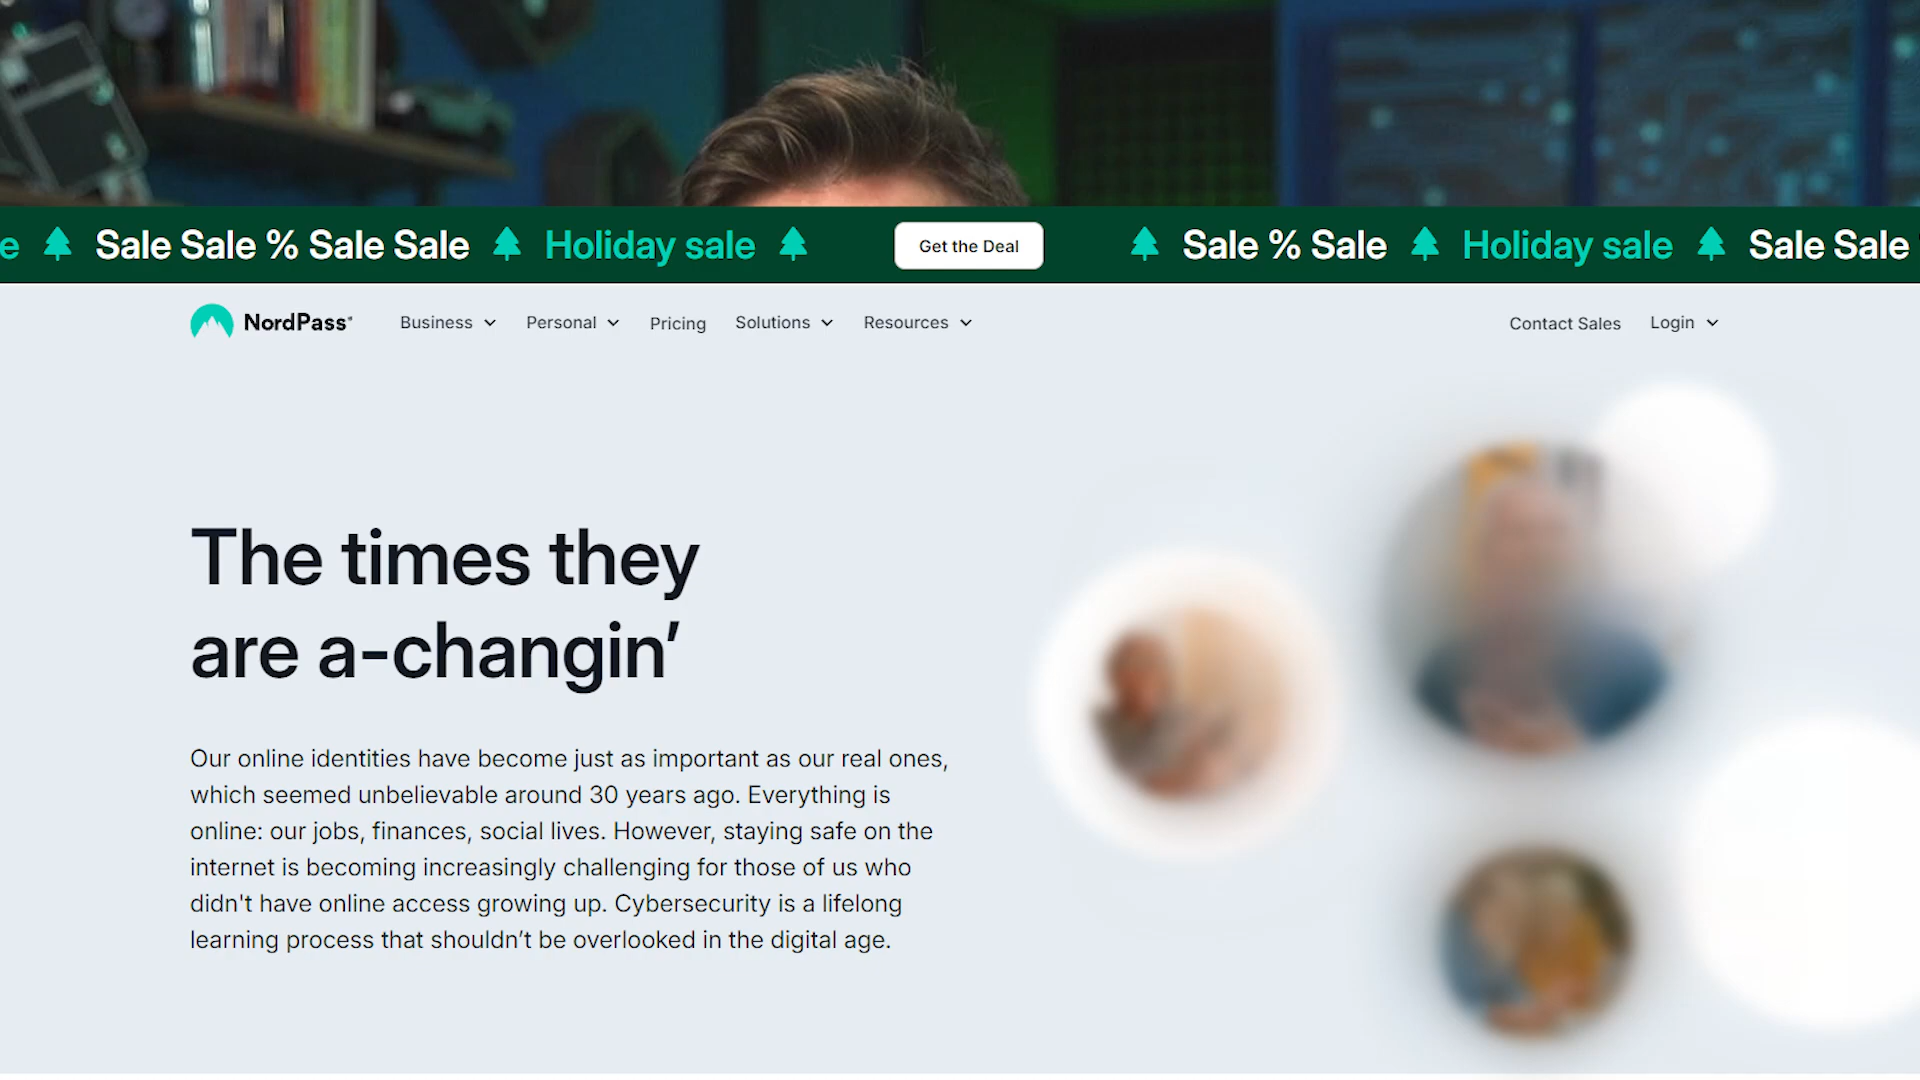 e Sale Sale % Sale Sale Holiday sale Get the Deal Sale % Sale Holiday sale Sale Sale
NordPass® Business Personal Pricing Solutions Resources Contact Sales Login
The times they
are a-changin’
Our online identities have become just as important as our real ones,
which seemed unbelievable around 30 years ago. Everything is
online: our jobs, finances, social lives. However, staying safe on the
internet is becoming increasingly challenging for those of us who
didn't have online access growing up. Cybersecurity is a lifelong
learning process that shouldn’t be overlooked in the digital age.